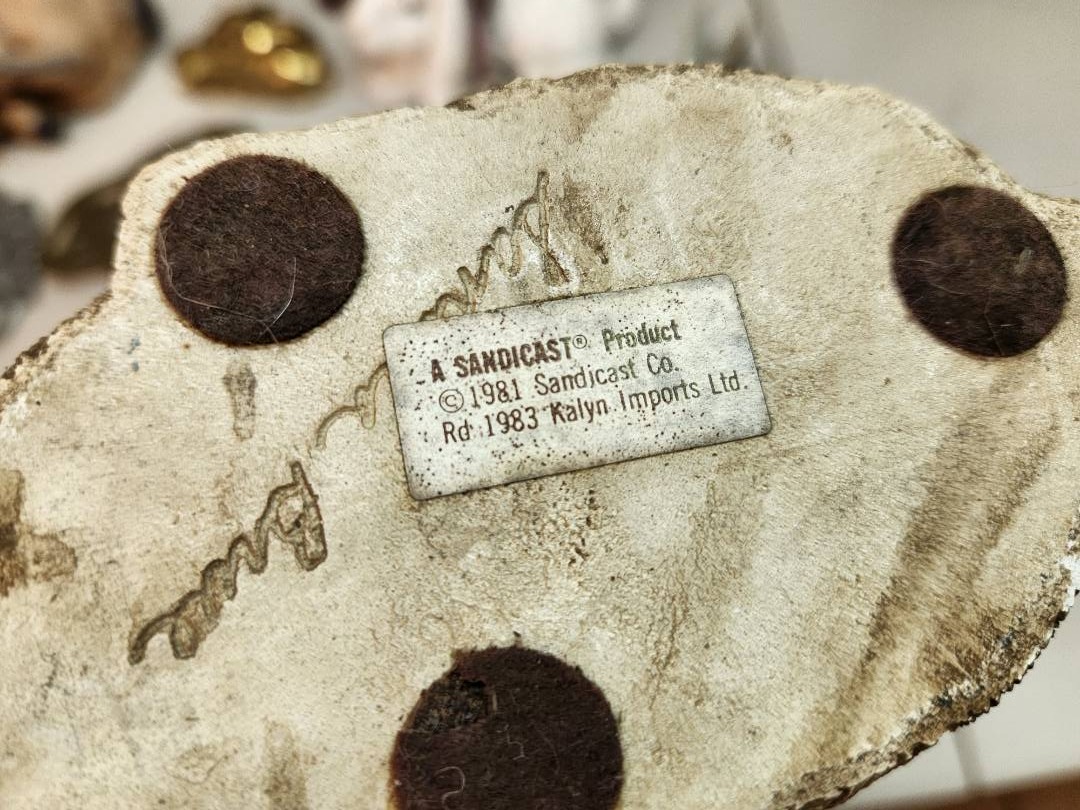 A SANDICAST® Product
© 1981 Sandicast Co.
Rd 1983 Kalyn Imports Ltd.